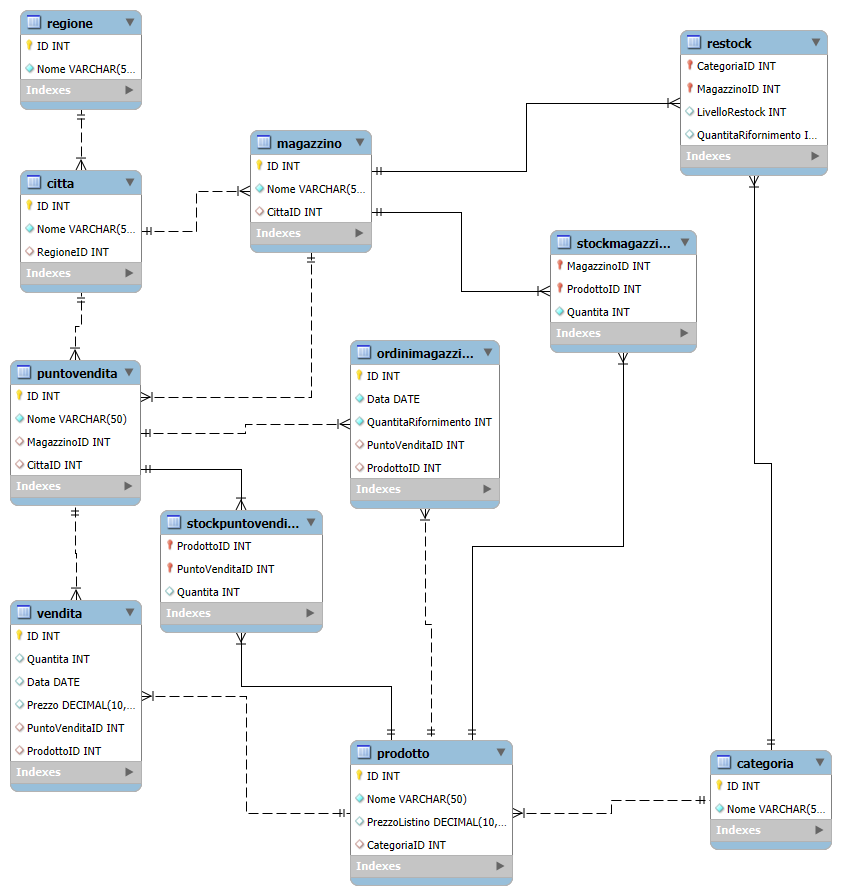 regione
ID INT
Nome VARCHAR(5...
Indexes
restock
CategoriaID INT
MagazzinoID INT
LivelloRestock INT
QuantitaRifornimento I...
Indexes
magazzino
ID INT
Nome VARCHAR(5...
CittaID INT
Indexes
citta
ID INT
Nome VARCHAR(5...
RegioneID INT
Indexes
stockmagazzi...
MagazzinoID INT
ProdottoID INT
Quantita INT
Indexes
ordinimagazzi...
ID INT
Data DATE
QuantitaRifornimento INT
PuntoVenditaID INT
ProdottoID INT
Indexes
puntovendita
ID INT
Nome VARCHAR(50)
MagazzinoID INT
CittaID INT
Indexes
stockpuntovendi...
ProdottoID INT
PuntoVenditaID INT
Quantita INT
Indexes
vendita
ID INT
Quantita INT
Data DATE
Prezzo DECIMAL(10,...
PuntoVenditaID INT
ProdottoID INT
Indexes
prodotto
ID INT
Nome VARCHAR(50)
PrezzoListino DECIMAL(10,...
CategoriaID INT
Indexes
categoria
ID INT
Nome VARCHAR(5...
Indexes